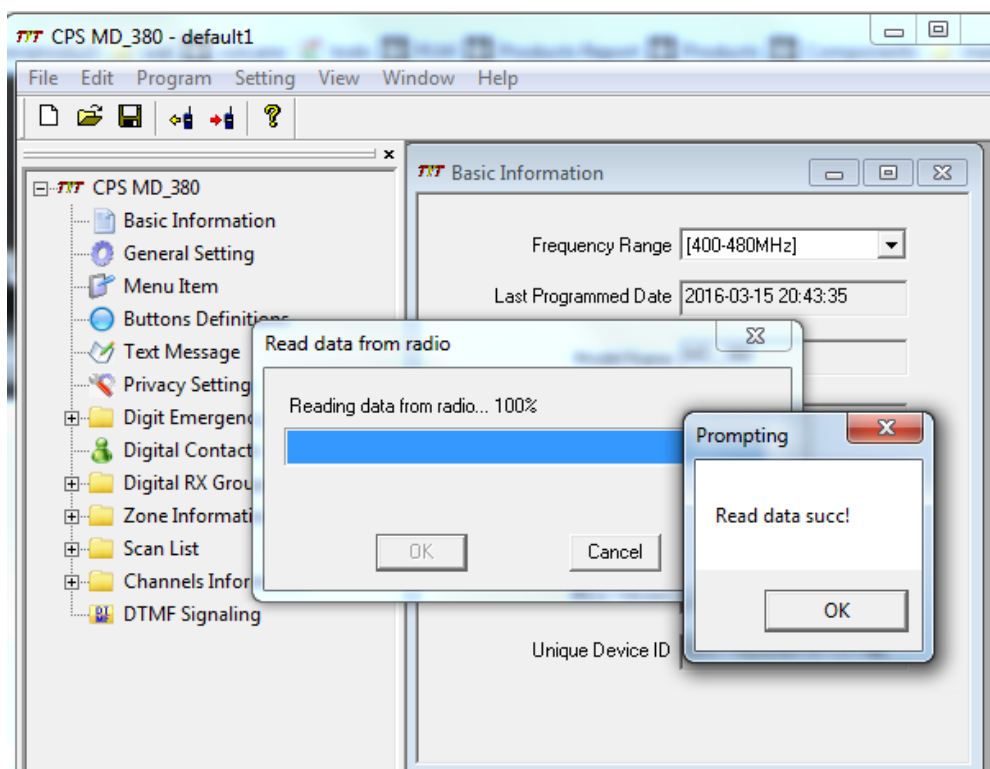 TYT CPS MD_380 - default1
File Edit Program Setting View Window Help
TYT CPS MD_380
Basic Information
General Setting
Menu Item
Buttons Definitions
Text Message
Privacy Setting
Digit Emergenc
Digital Contact
Digital RX Grou
Zone Informati
Scan List
Channels Infor
DTMF Signaling
TYT Basic Information
Frequency Range [400-480MHz]
Last Programmed Date 2016-03-15 20:43:35
Unique Device ID
Read data from radio
Reading data from radio... 100%
OK Cancel
Prompting
Read data succ!
OK